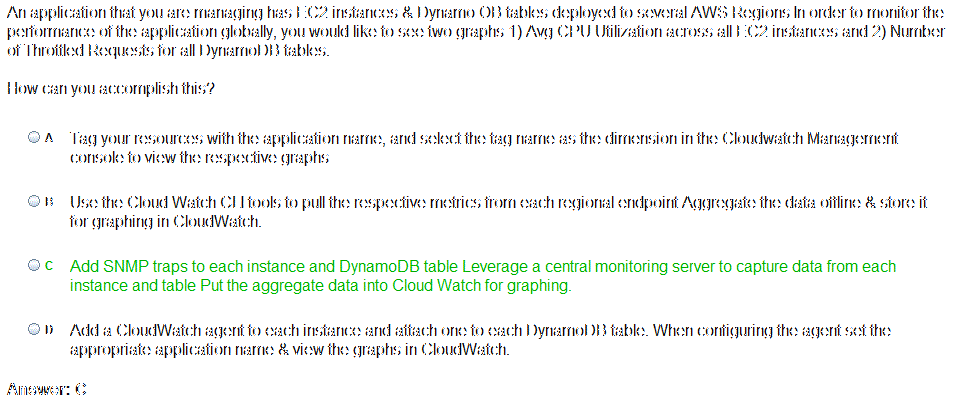 An application that you are managing has EC2 instances & Dynamo OB tables deployed to several AWS Regions In order to monitor the
performance of the application globally, you would like to see two graphs 1) Avg CPU Utilization across all EC2 instances and 2) Number
of Throttled Requests for all DynamoDB tables.
How can you accomplish this?
A Tag your resources with the application name, and select the tag name as the dimension in the Cloudwatch Management
console to view the respective graphs
B Use the Cloud Watch CLI tools to pull the respective metrics from each regional endpoint Aggregate the data offline & store it
for graphing in CloudWatch.
C Add SNMP traps to each instance and DynamoDB table Leverage a central monitoring server to capture data from each
instance and table Put the aggregate data into Cloud Watch for graphing.
D Add a CloudWatch agent to each instance and attach one to each DynamoDB table. When configuring the agent set the
appropriate application name & view the graphs in CloudWatch.
Answer: C